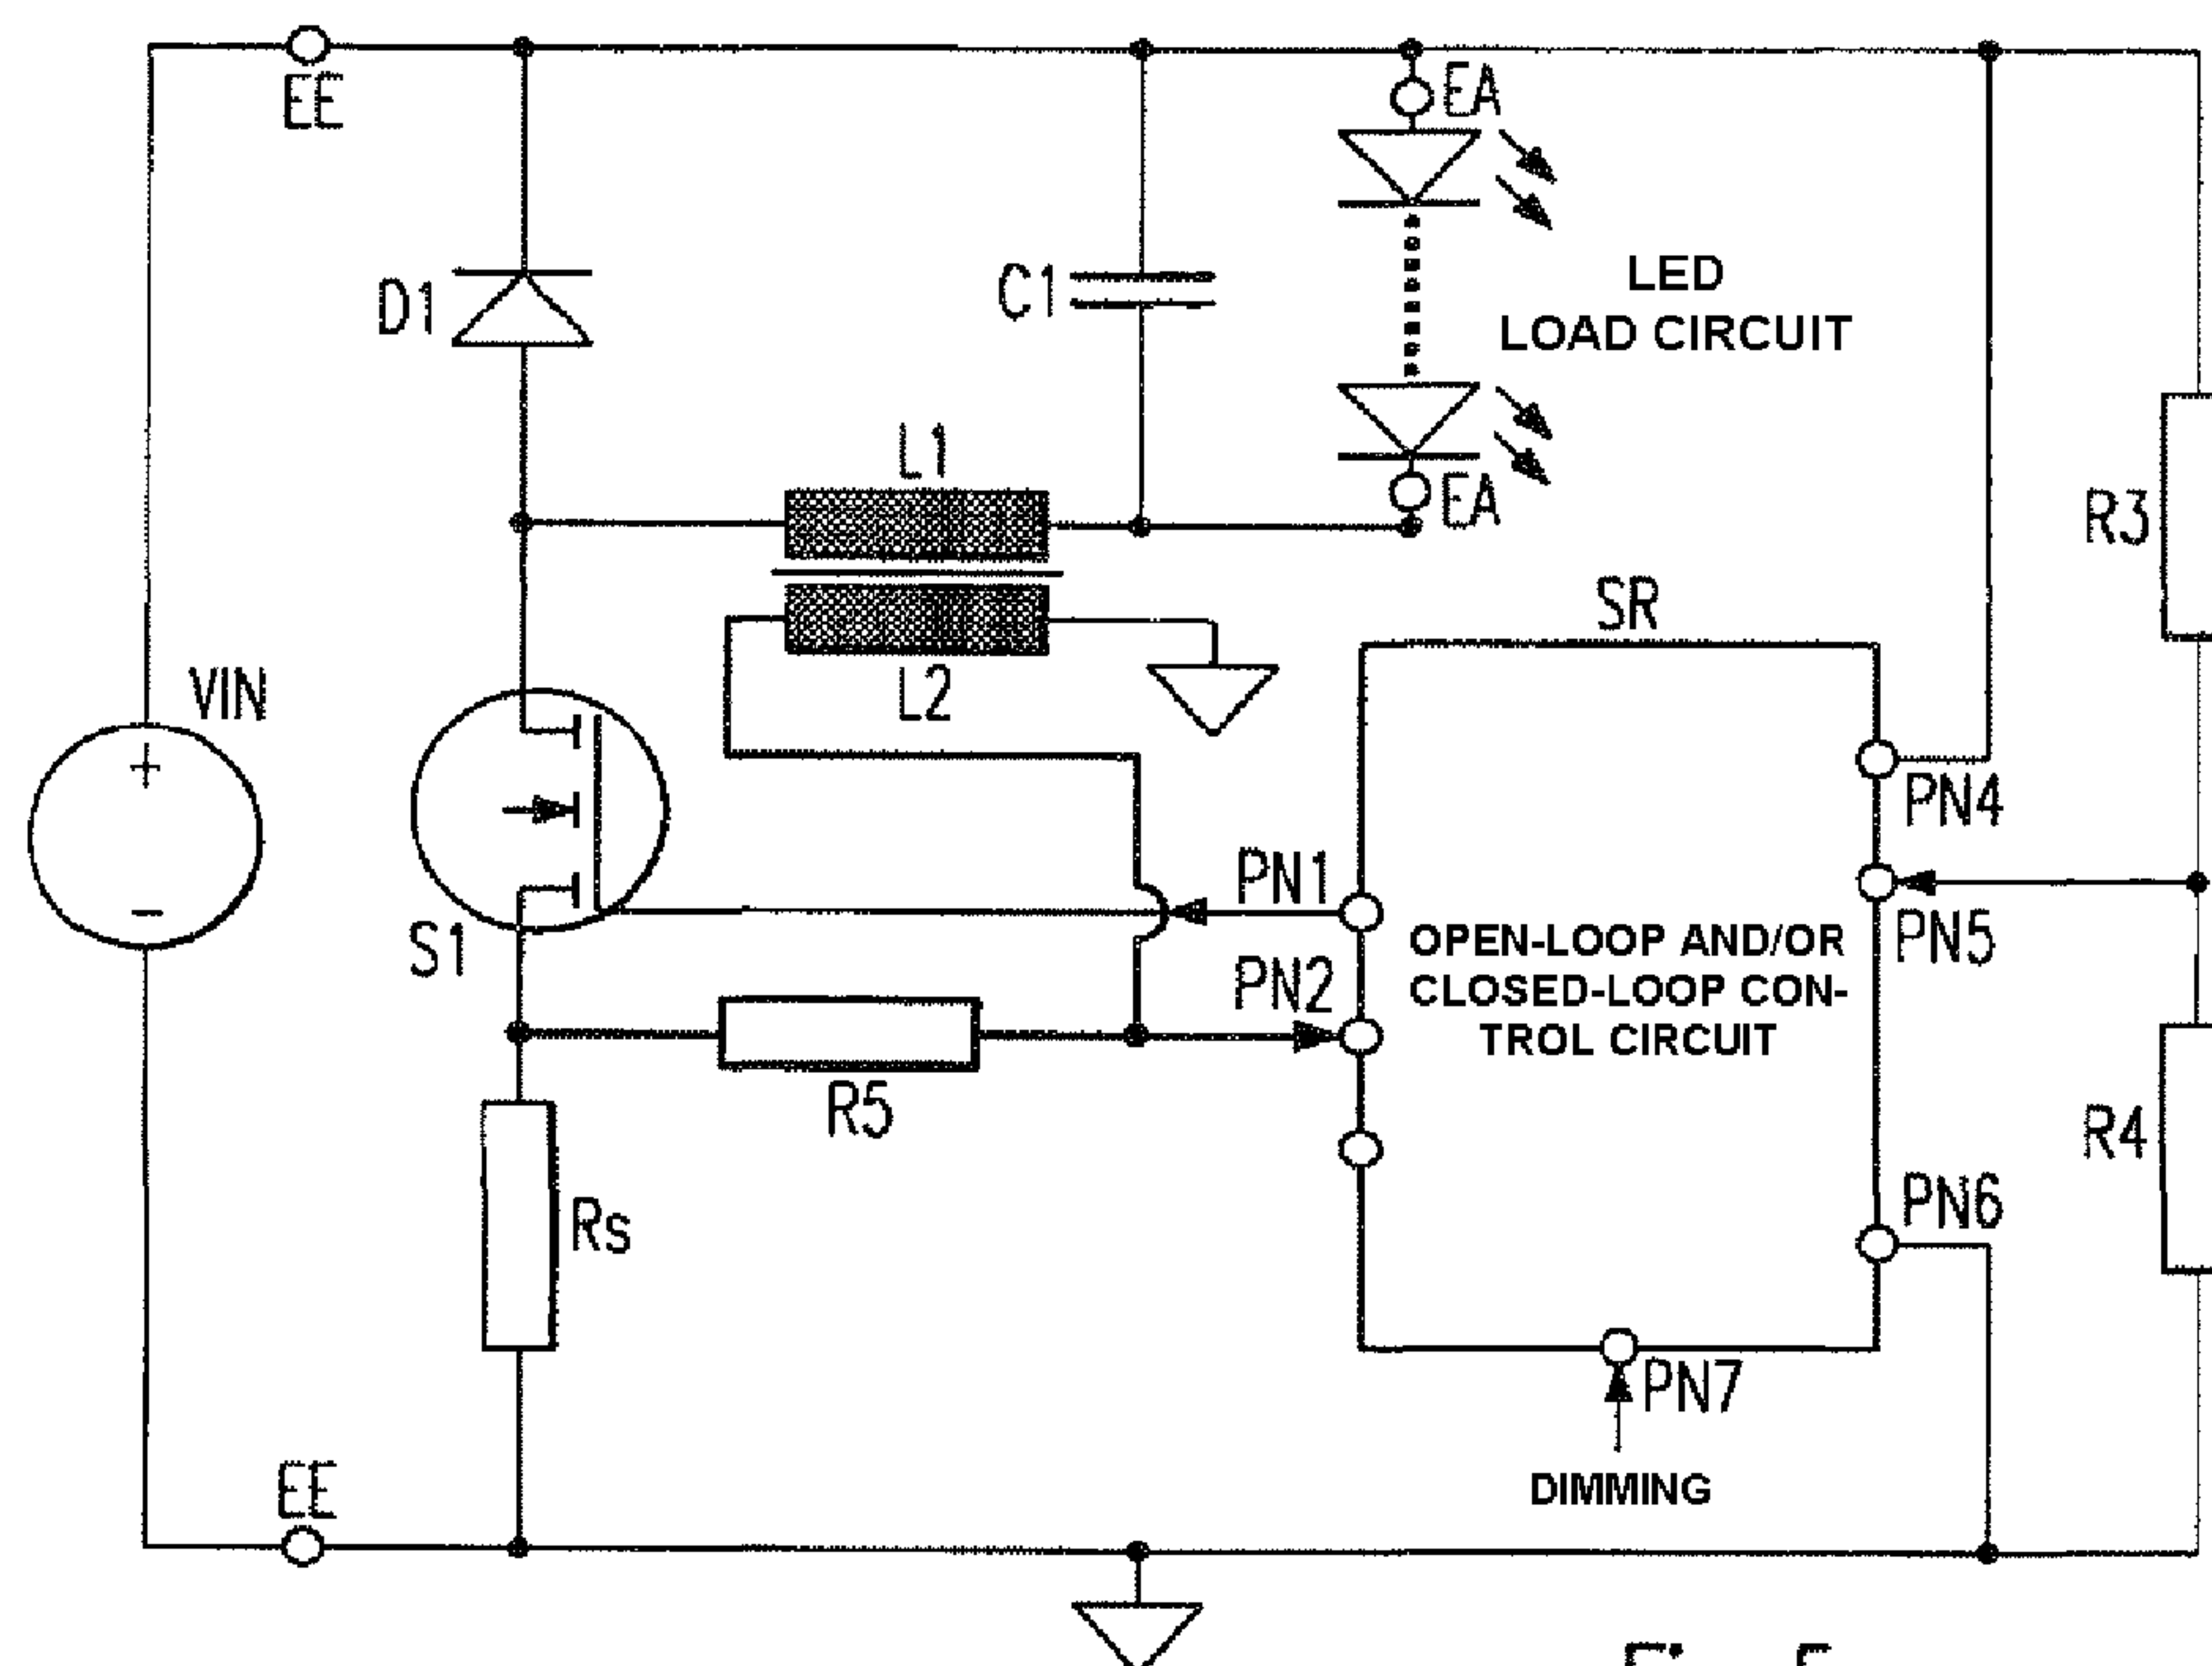 EE
EA
D1
C1
LED
LOAD CIRCUIT
L1
EA
R3
SR
VIN
+
L2
PN4
PN1
−
S1
PN5
OPEN-LOOP AND/OR
CLOSED-LOOP CON-
TROL CIRCUIT
PN2
R5
R4
PN6
Rs
PN7
EE
DIMMING